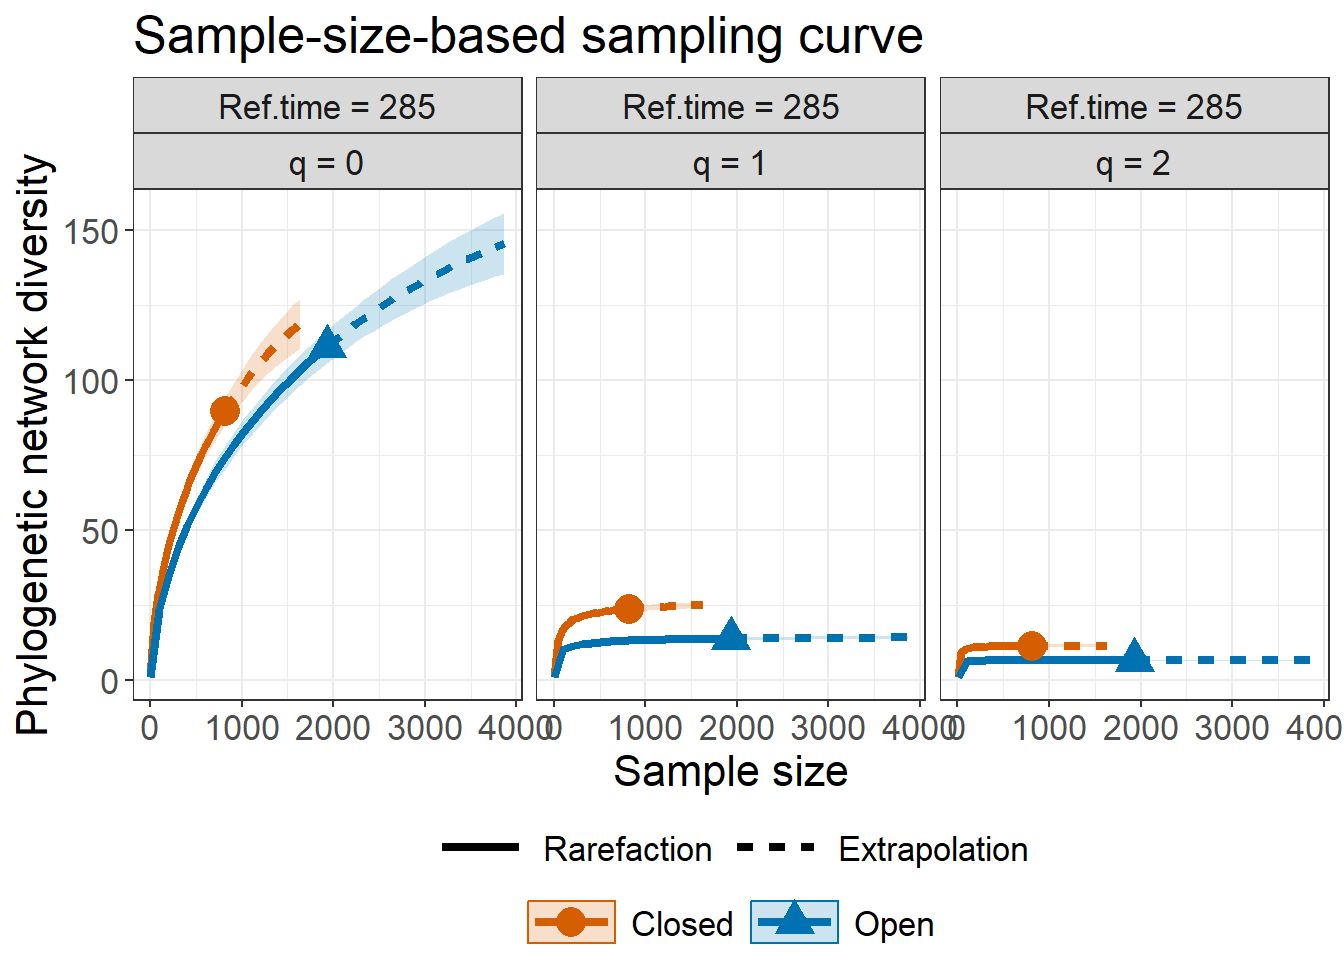 Sample-size-based sampling curve
Ref.time = 285 Ref.time = 285 Ref.time = 285
q = 0 q = 1 q = 2
Phylogenetic network diversity
150
100
50
0
0 1000 2000 3000 4000 0 1000 2000 3000 4000 0 1000 2000 3000 400
Sample size
Rarefaction Extrapolation
Closed Open